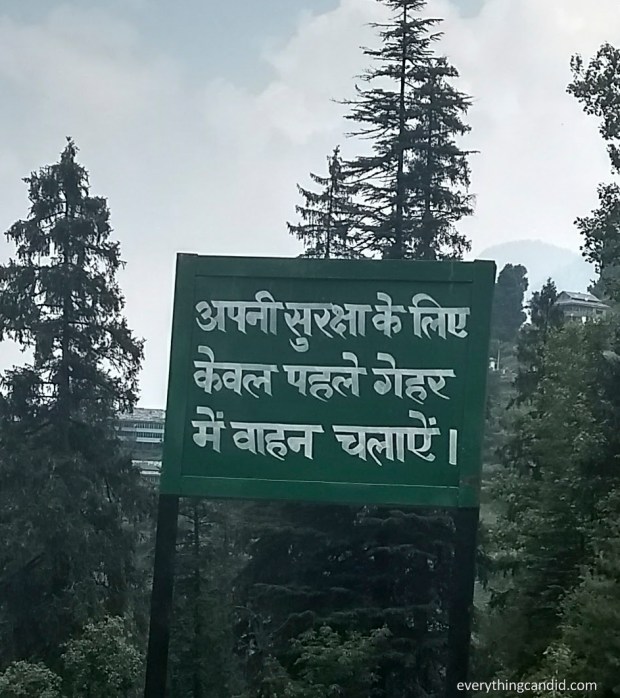 अपनी सुरक्षा के लिए
केवल पहले गेहर
में वाहन चलाऐं।
everythingcandid.com